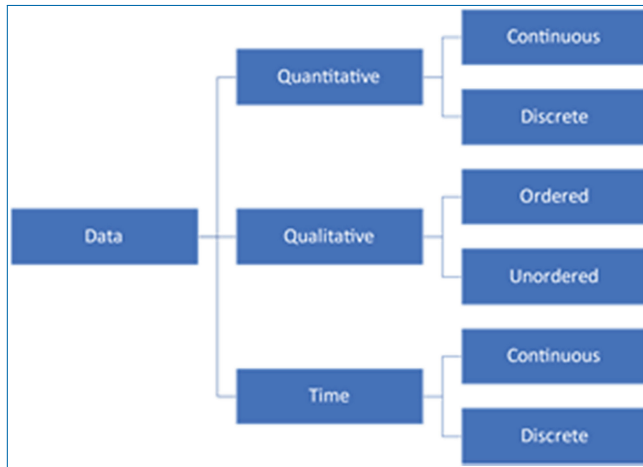 Data
Quantitative
Continuous
Discrete
Qualitative
Ordered
Unordered
Time
Continuous
Discrete